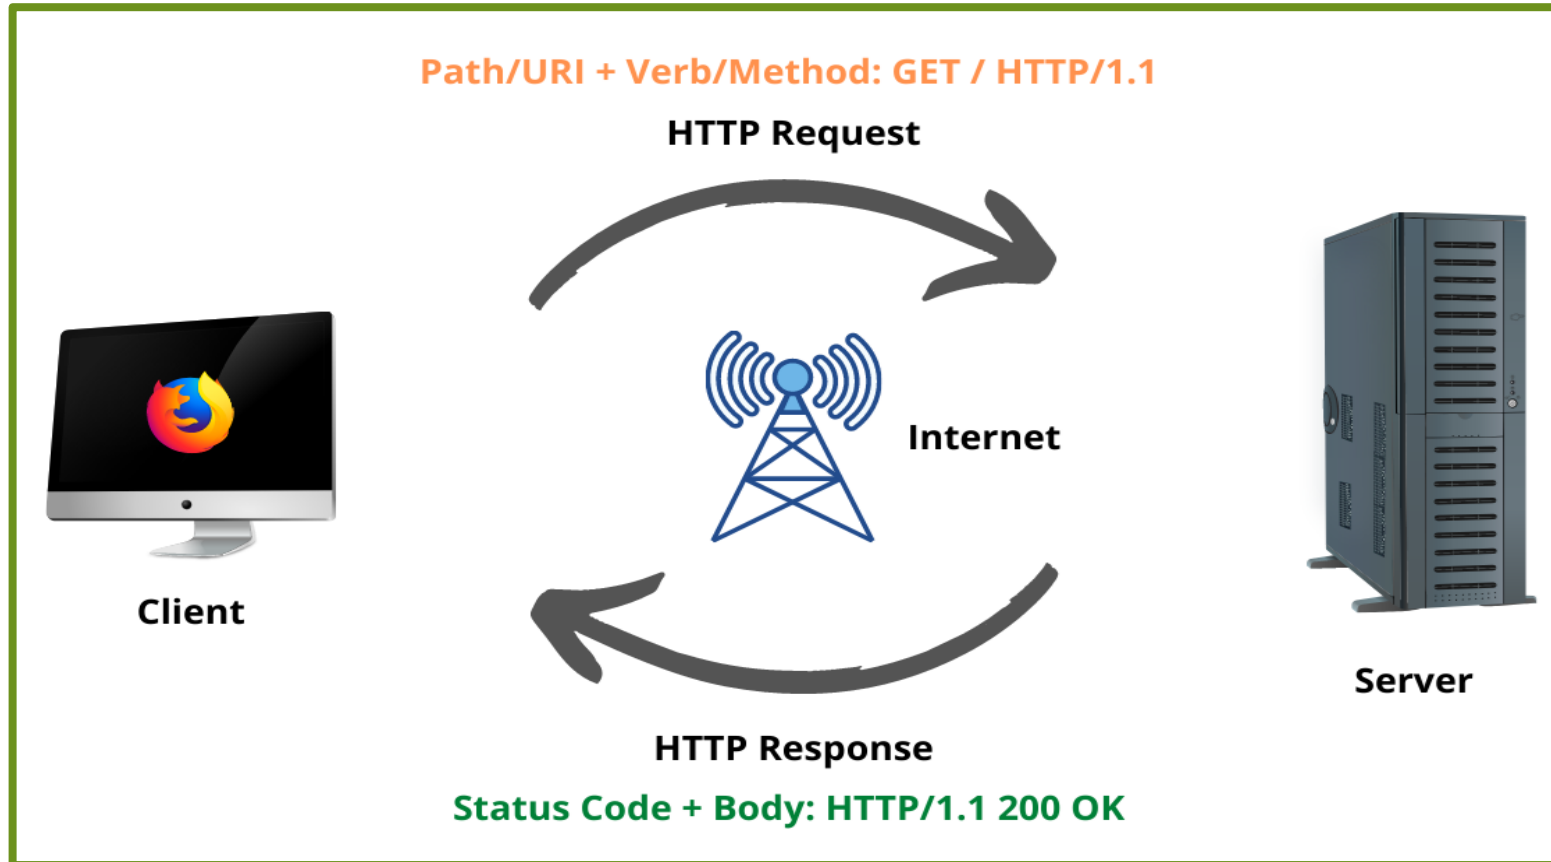 Path/URI + Verb/Method: GET / HTTP/1.1
HTTP Request
Internet
Client
Server
HTTP Response
Status Code + Body: HTTP/1.1 200 OK